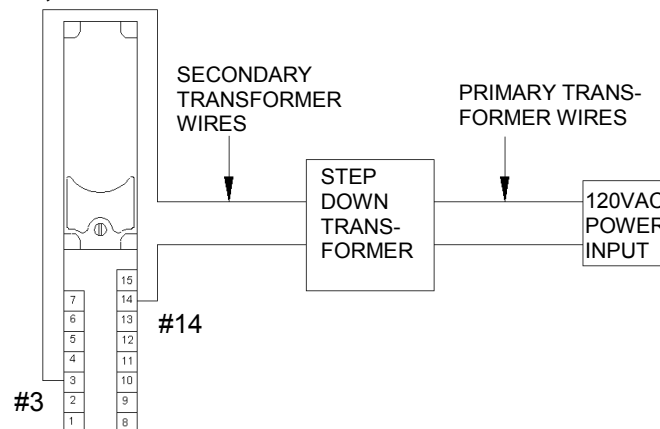 SECONDARY
TRANSFORMER
WIRES
PRIMARY TRANS-
FORMER WIRES
STEP
DOWN
TRANS-
FORMER
120VAC
POWER
INPUT
15
7
14
6
13
5
12
4
11
3
10
2
9
1
8
#14
#3